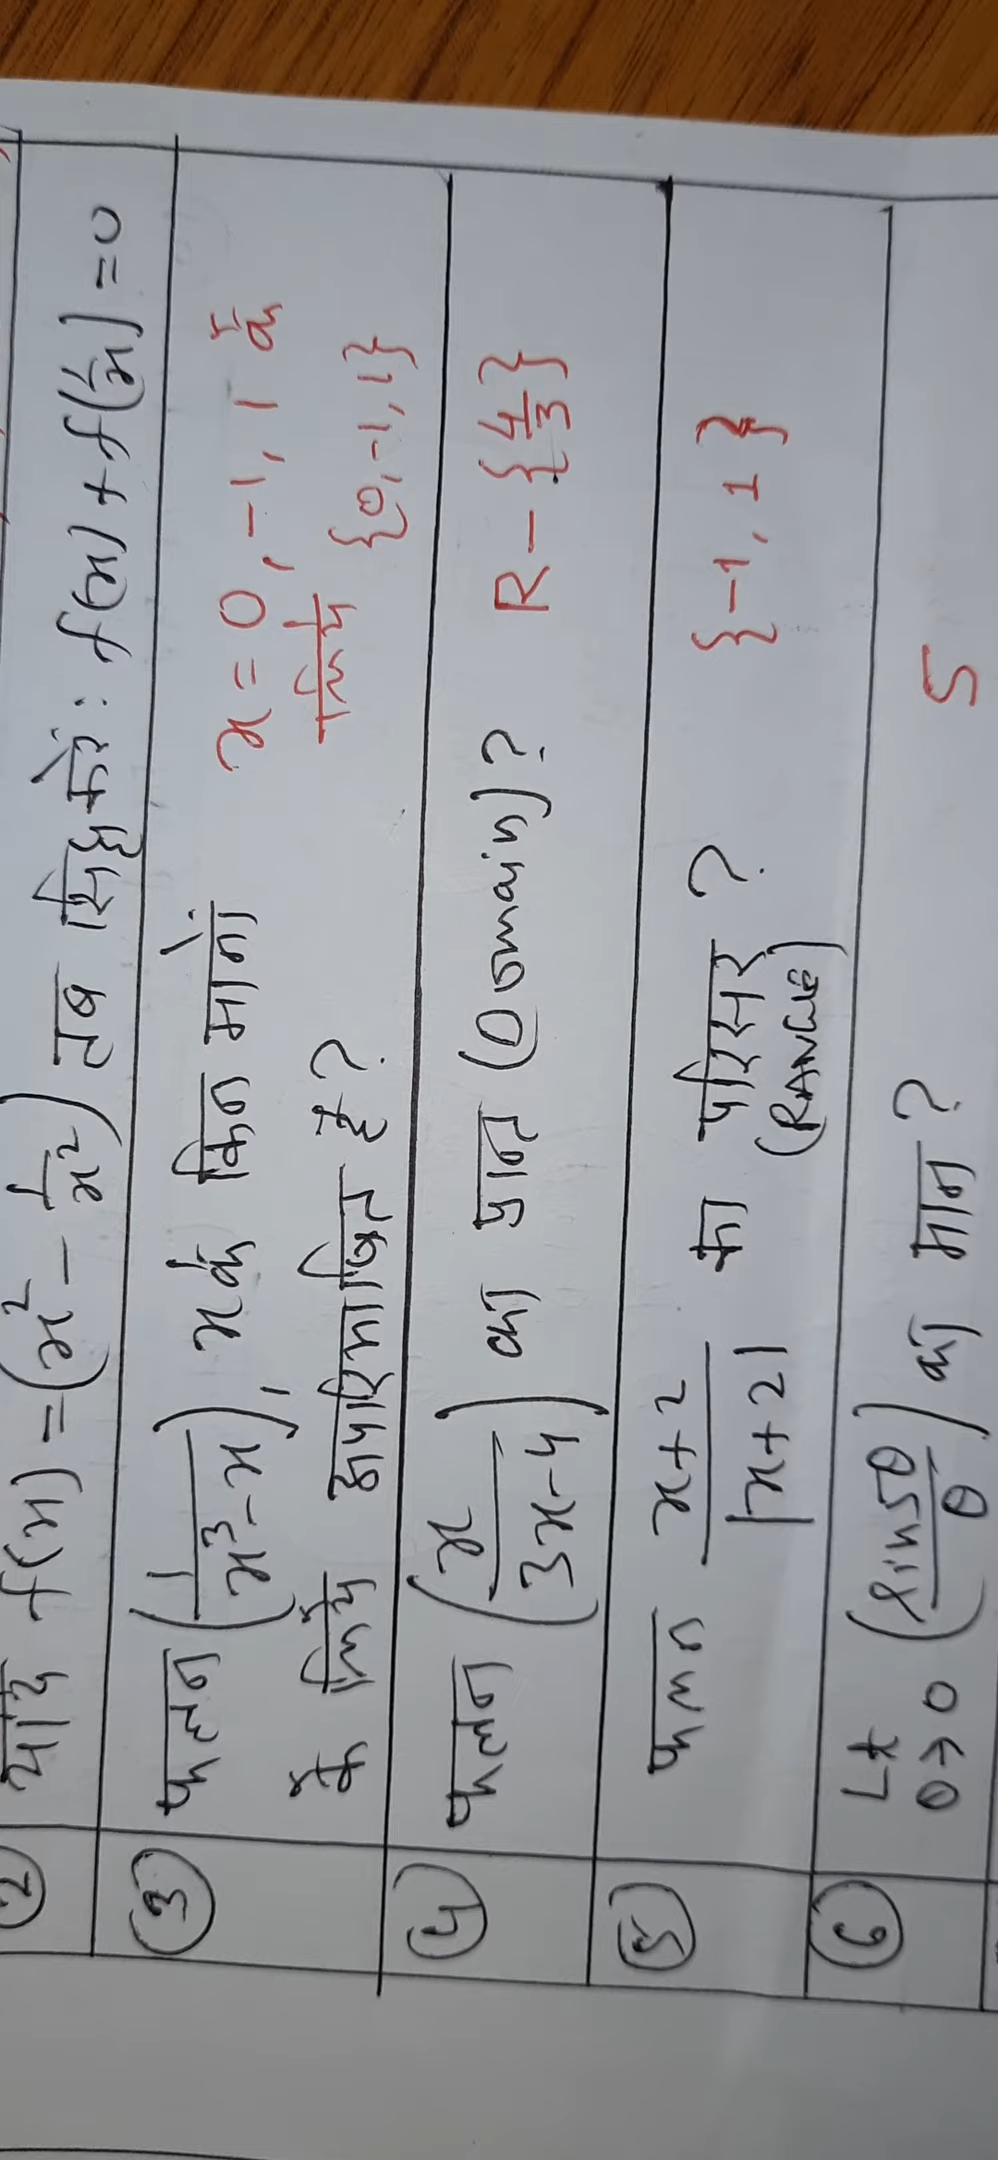 ② यदि f(x) = (x² - 1/x²) तब सिद्ध करें: f(x) + f(1/x) = 0
③ फलन (1/(x³-x)), x के किन मानों x = 0, -1, 1 के
के लिये अपरिभाषित है? लिये {0, -1, 1}
④ फलन (x/(3x-4)) का प्रान्त (Domain)? R - {4/3}
⑤ फलन (x+2)/|x+2| का परिसर ? {-1, 1}
(RANGE)
⑥ Lt θ→0 (sin5θ/θ) का मान ? 5